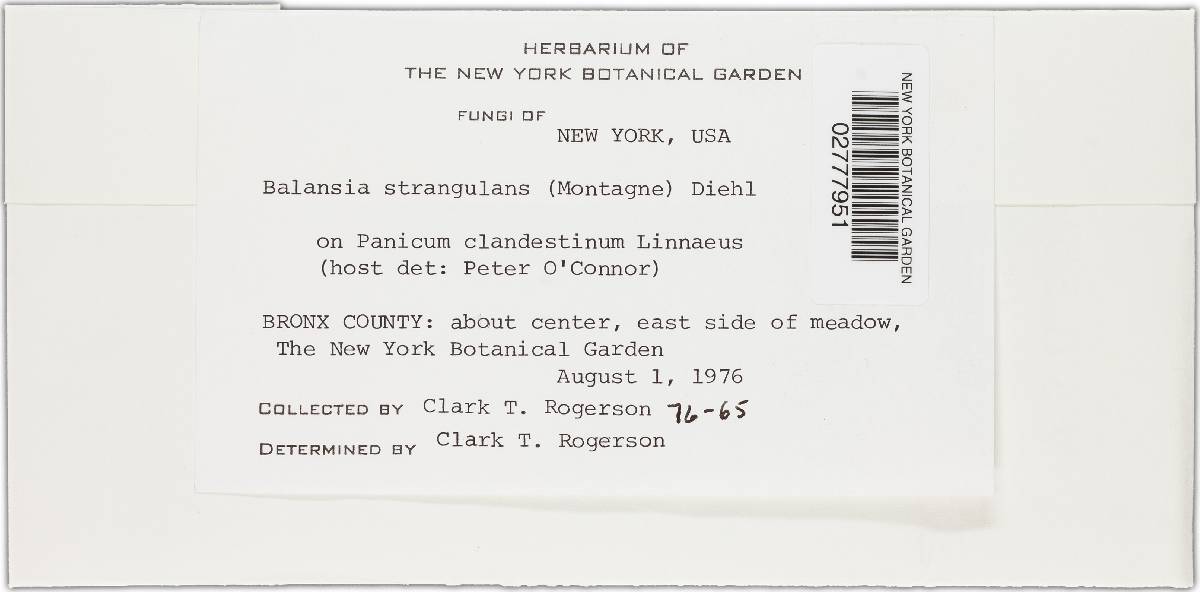 HERBARIUM OF
THE NEW YORK BOTANICAL GARDEN
FUNGI OF
NEW YORK, USA
Balansia strangulans (Montagne) Diehl
on Panicum clandestinum Linnaeus
(host det: Peter O'Connor)
BRONX COUNTY: about center, east side of meadow,
The New York Botanical Garden
August 1, 1976
COLLECTED BY Clark T. Rogerson 76-65
DETERMINED BY Clark T. Rogerson
NEW YORK BOTANICAL GARDEN
02777951